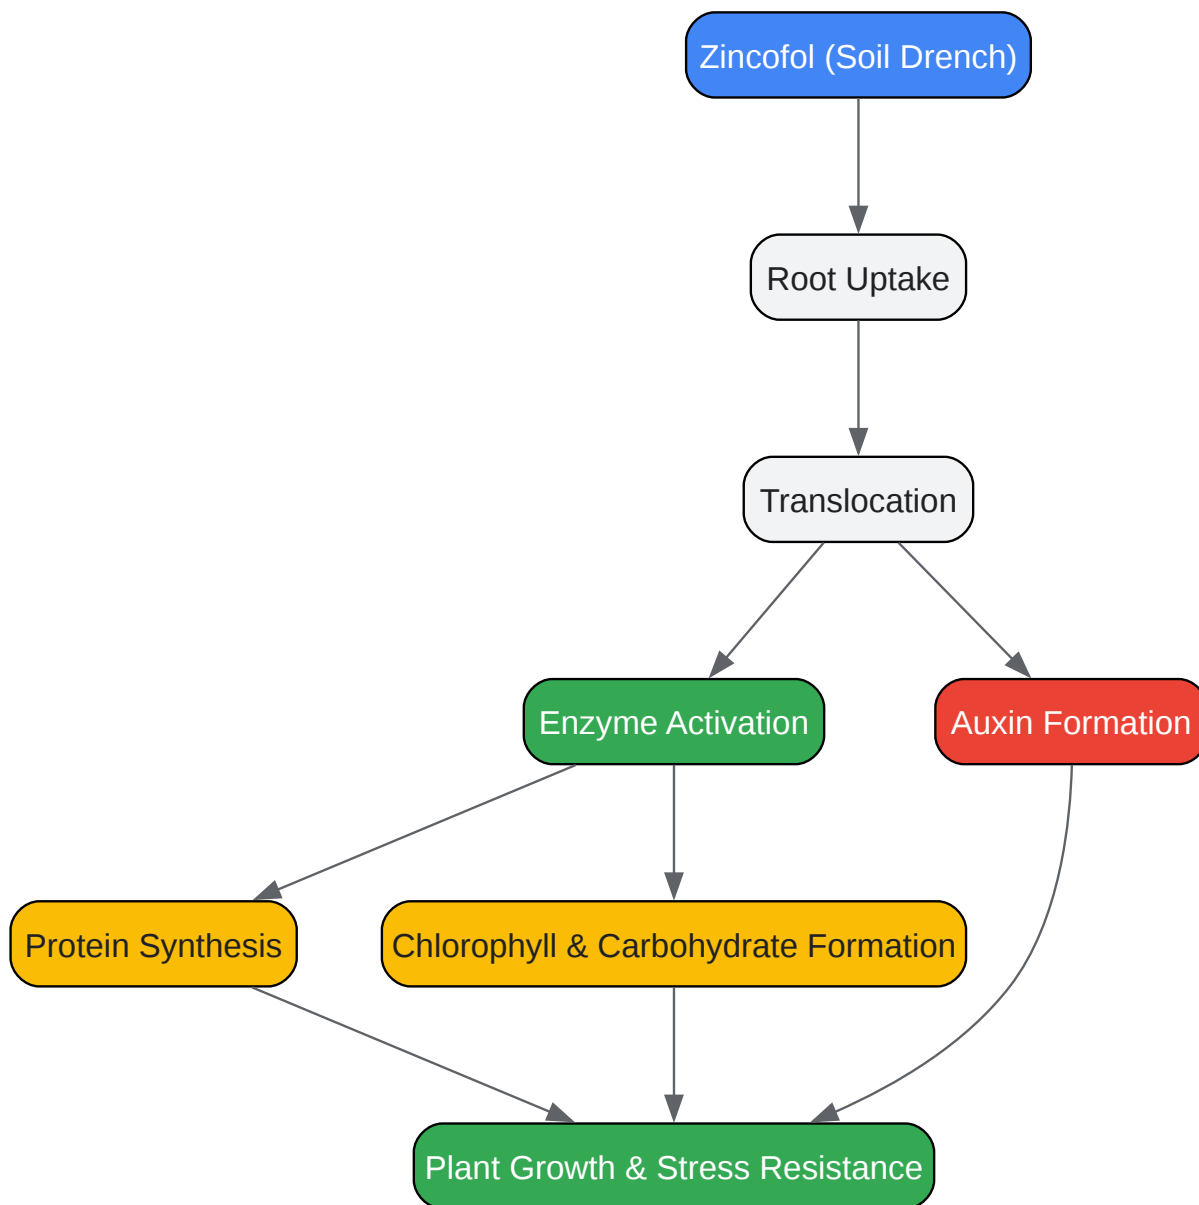 Zincofol (Soil Drench)
Root Uptake
Translocation
Enzyme Activation
Auxin Formation
Protein Synthesis
Chlorophyll & Carbohydrate Formation
Plant Growth & Stress Resistance